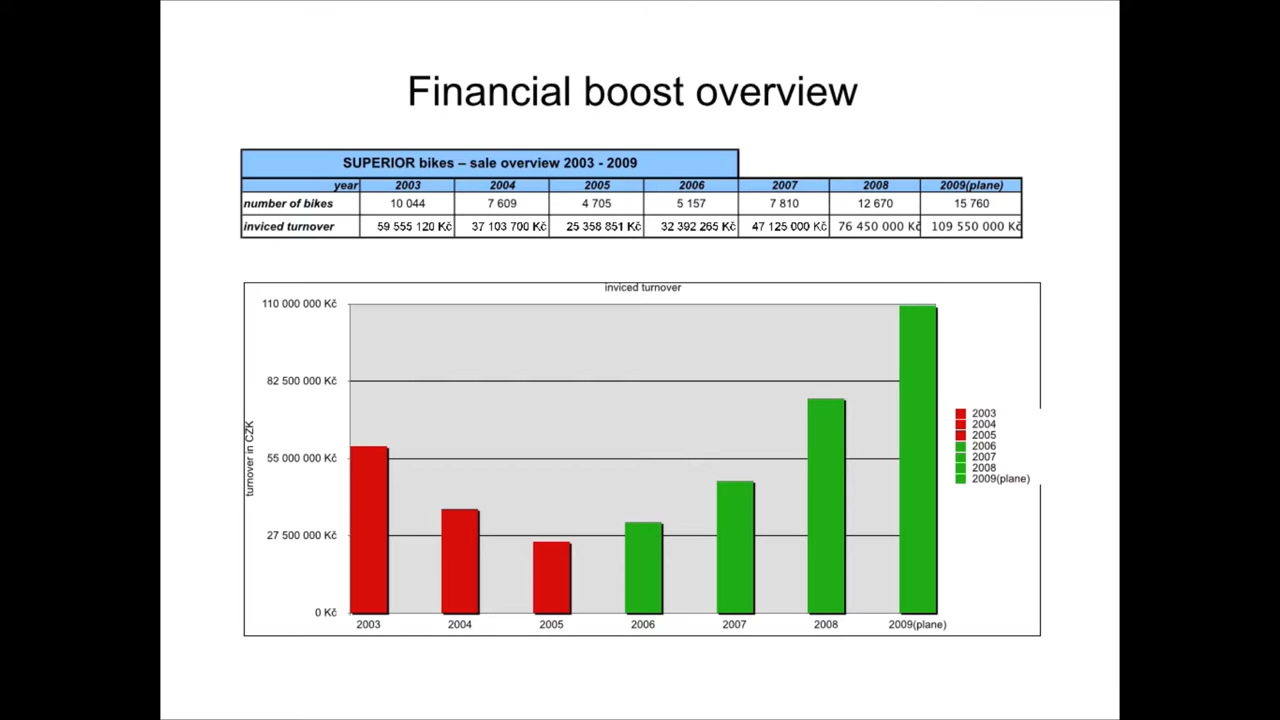 Financial boost overview
SUPERIOR bikes – sale overview 2003 - 2009
year 2003 2004 2005 2006 2007 2008 2009(plane)
number of bikes 10 044 7 609 4 705 5 157 7 810 12 670 15 760
inviced turnover 59 555 120 Kč 37 103 700 Kč 25 358 851 Kč 32 392 265 Kč 47 125 000 Kč 76 450 000 Kč 109 550 000 Kč
inviced turnover
110 000 000 Kč
82 500 000 Kč
55 000 000 Kč
27 500 000 Kč
0 Kč
turnover in CZK
2003 2004 2005 2006 2007 2008 2009(plane)
2003
2004
2005
2006
2007
2008
2009(plane)